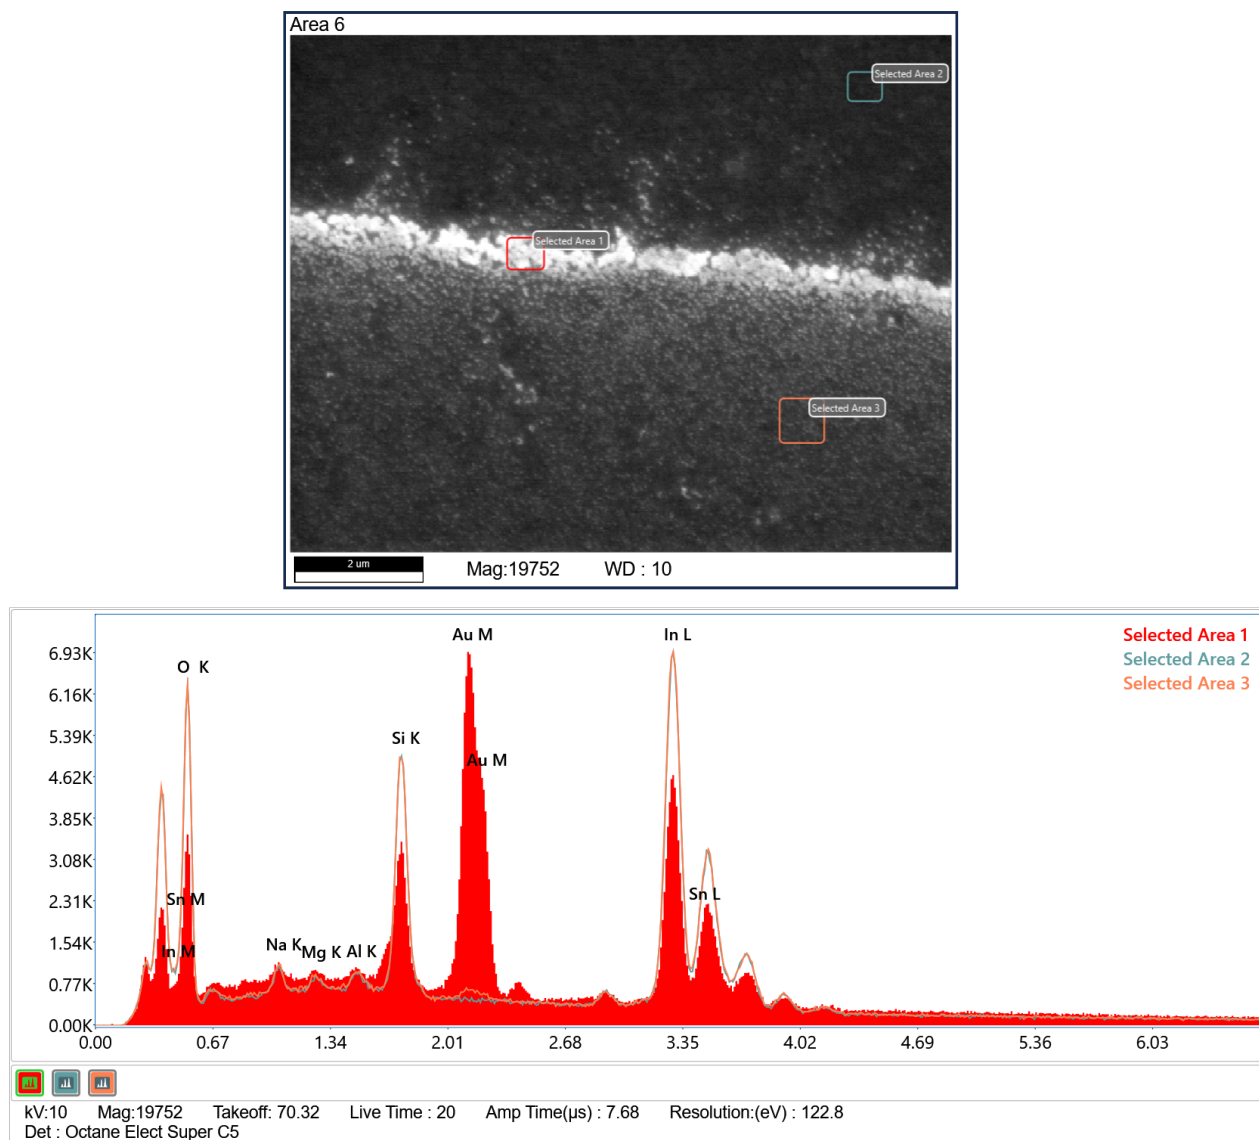 Area 6
Selected Area 2
Selected Area 1
Selected Area 3
2 um
Mag:19752 WD : 10
Selected Area 1
Selected Area 2
Selected Area 3
6.93K
6.16K
5.39K
4.62K
3.85K
3.08K
2.31K
1.54K
0.77K
0.00K
O K
Sn M
In M
Na K
Mg K
Al K
Si K
Au M
Au M
In L
Sn L
0.00 0.67 1.34 2.01 2.68 3.35 4.02 4.69 5.36 6.03
kV:10 Mag:19752 Takeoff: 70.32 Live Time : 20 Amp Time(μs) : 7.68 Resolution:(eV) : 122.8
Det : Octane Elect Super C5